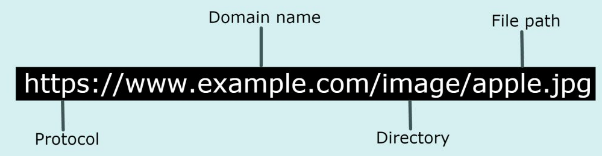 Domain name
File path
https://www.example.com/image/apple.jpg
Protocol
Directory